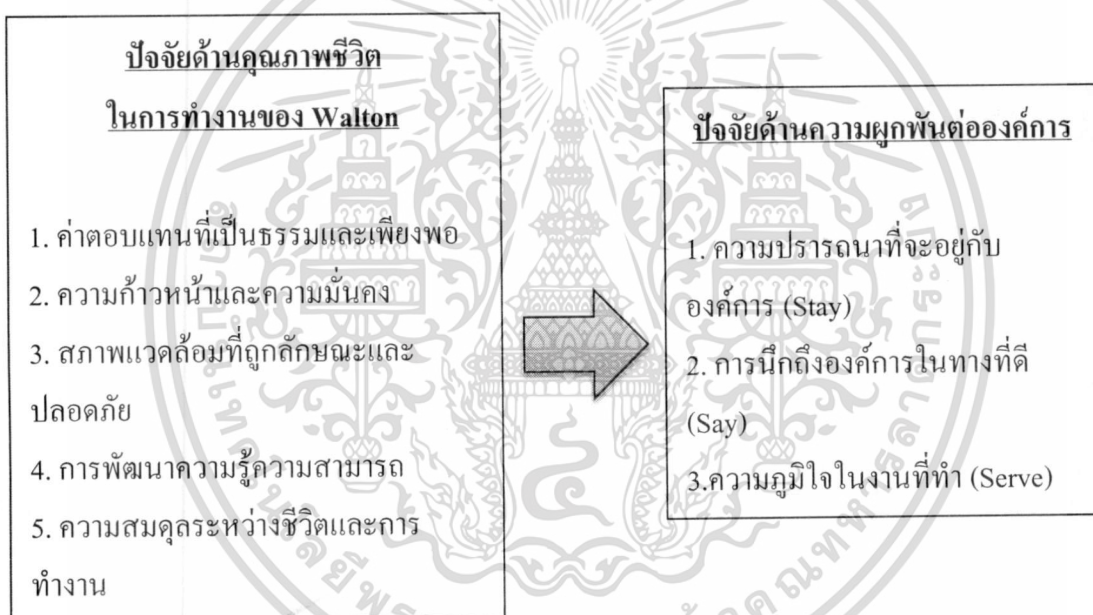 ปัจจัยด้านคุณภาพชีวิต
ในการทำงานของ Walton
1. ค่าตอบแทนที่เป็นธรรมและเพียงพอ
2. ความก้าวหน้าและความมั่นคง
3. สภาพแวดล้อมที่ถูกลักษณะและ
ปลอดภัย
4. การพัฒนาความรู้ความสามารถ
5. ความสมดุลระหว่างชีวิตและการ
ทำงาน
ปัจจัยด้านความผูกพันต่อองค์การ
1. ความปรารถนาที่จะอยู่กับ
องค์การ (Stay)
2. การนึกถึงองค์การในทางที่ดี
(Say)
3.ความภูมิใจในงานที่ทำ (Serve)